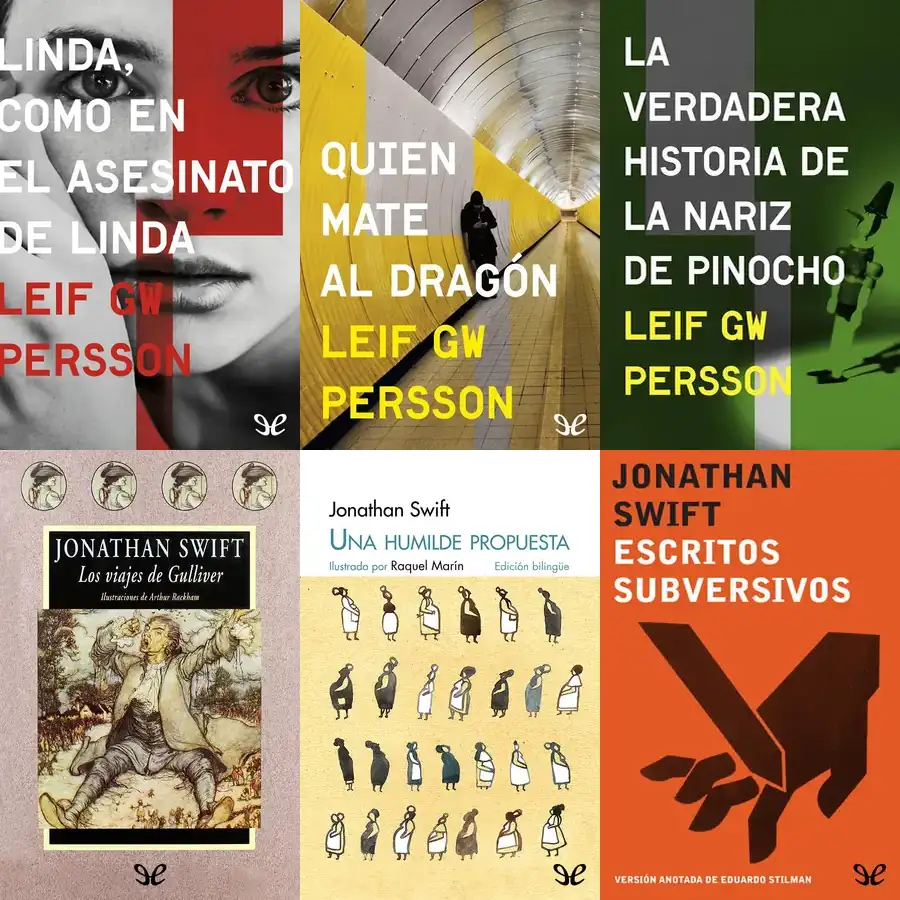 LINDA,
COMO EN
EL ASESINATO
DE LINDA
LEIF GW
PERSSON
QUIEN
MATE
AL DRAGÓN
LEIF GW
PERSSON
LA
VERDADERA
HISTORIA DE
LA NARIZ
DE PINOCHO
LEIF GW
PERSSON
JONATHAN SWIFT
Los viajes de Gulliver
Ilustraciones de Arthur Rackham
Jonathan Swift
UNA HUMILDE PROPUESTA
Ilustrado por Raquel Marín Edición bilingüe
JONATHAN
SWIFT
ESCRITOS
SUBVERSIVOS
VERSIÓN ANOTADA DE EDUARDO STILMAN